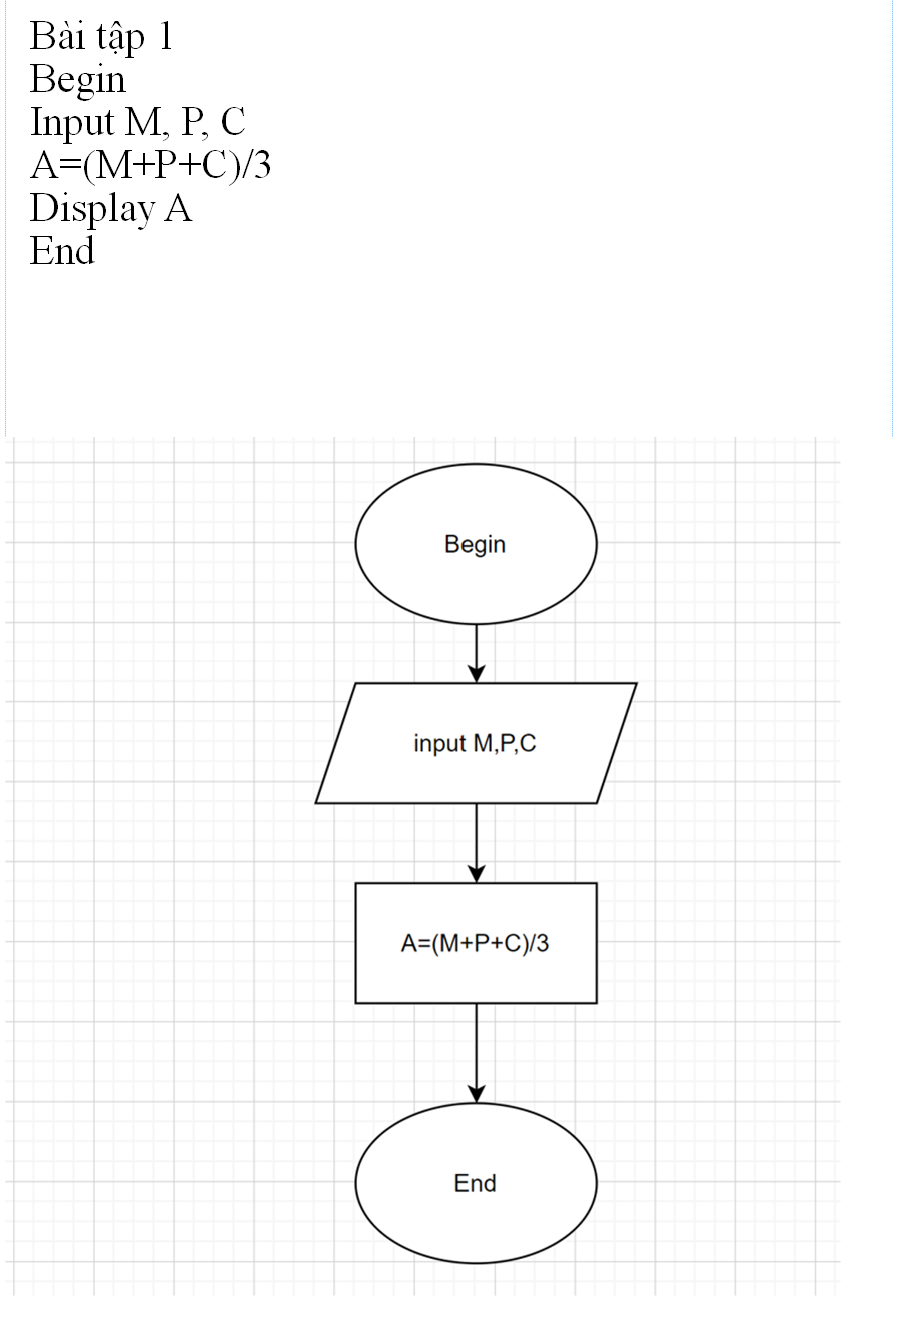 Bài tập 1
Begin
Input M, P, C
A=(M+P+C)/3
Display A
End
Begin
input M,P,C
A=(M+P+C)/3
End